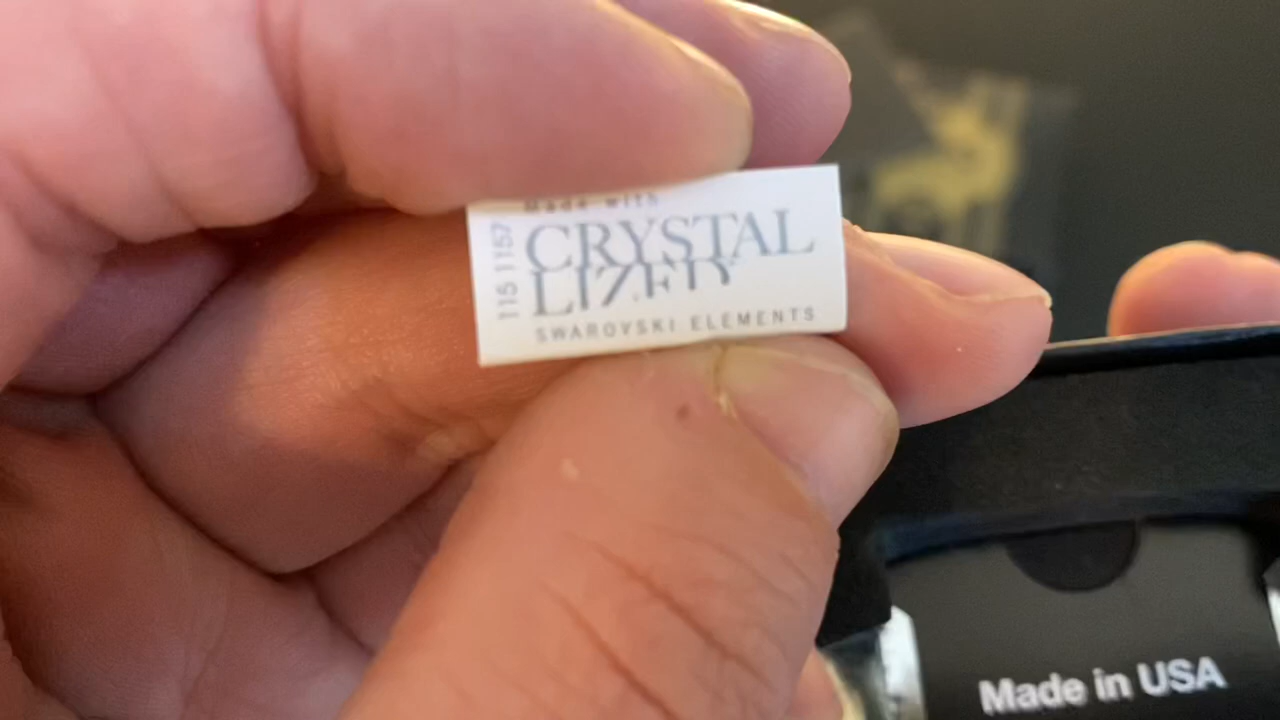 Made with
115 1157
CRYSTAL
LIZED
SWAROVSKI ELEMENTS
Made in USA